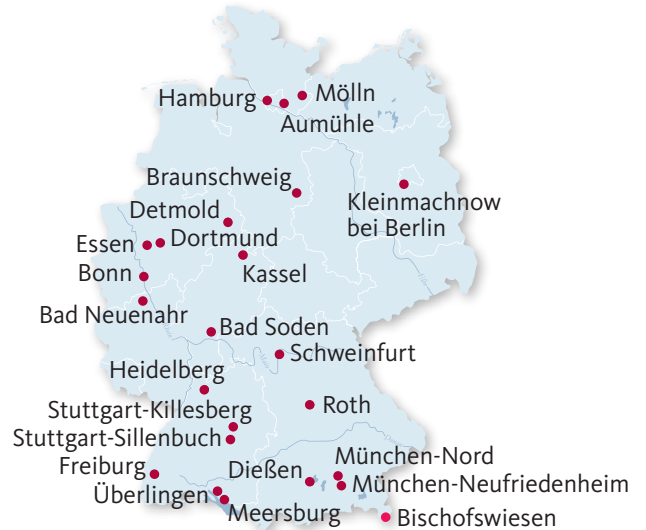 Hamburg
Mölln
Aumühle
Braunschweig
Kleinmachnow
bei Berlin
Detmold
Essen
Dortmund
Bonn
Kassel
Bad Neuenahr
Bad Soden
Schweinfurt
Heidelberg
Roth
Stuttgart-Killesberg
Stuttgart-Sillenbuch
Freiburg
Dießen
München-Nord
München-Neufriedenheim
Überlingen
Meersburg
Bischofswiesen